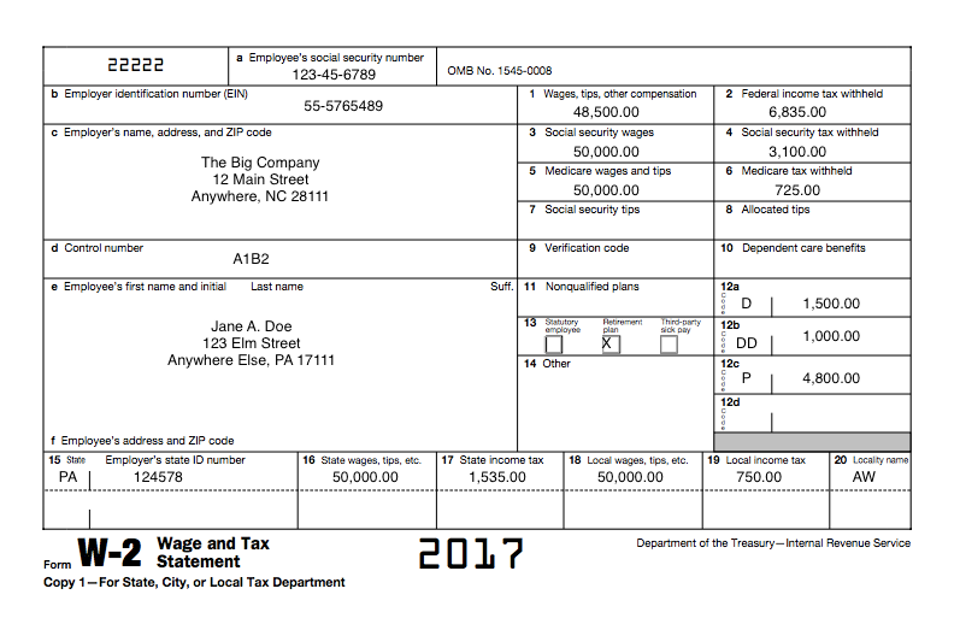 22222
a Employee's social security number
123-45-6789
OMB No. 1545-0008
b Employer identification number (EIN)
55-5765489
1 Wages, tips, other compensation
48,500.00
2 Federal income tax withheld
6,835.00
c Employer's name, address, and ZIP code
The Big Company
12 Main Street
Anywhere, NC 28111
3 Social security wages
50,000.00
4 Social security tax withheld
3,100.00
5 Medicare wages and tips
50,000.00
6 Medicare tax withheld
725.00
7 Social security tips
8 Allocated tips
d Control number
A1B2
9 Verification code
10 Dependent care benefits
e Employee's first name and initial Last name Suff.
Jane A. Doe
123 Elm Street
Anywhere Else, PA 17111
f Employee's address and ZIP code
11 Nonqualified plans
12a
Code
D 1,500.00
13 Statutory employee
Retirement plan
Third-party sick pay
X
12b
Code
DD 1,000.00
14 Other
12c
Code
P 4,800.00
12d
Code
15 State Employer's state ID number
PA 124578
16 State wages, tips, etc.
50,000.00
17 State income tax
1,535.00
18 Local wages, tips, etc.
50,000.00
19 Local income tax
750.00
20 Locality name
AW
Form W-2 Wage and Tax Statement
2017
Department of the Treasury—Internal Revenue Service
Copy 1—For State, City, or Local Tax Department